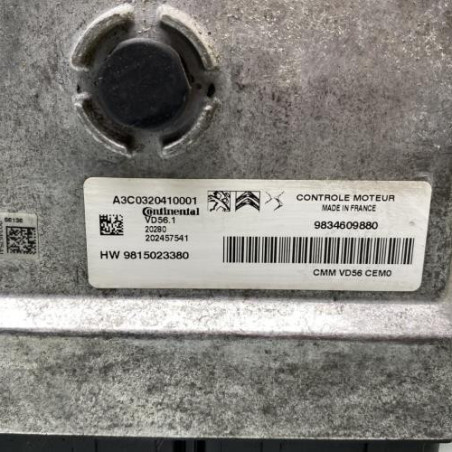 A3C0320410001
Continental
VD56.1
20280
202457541
HW 9815023380
CONTROLE MOTEUR
MADE IN FRANCE
9834609880
CMM VD56 CEM0